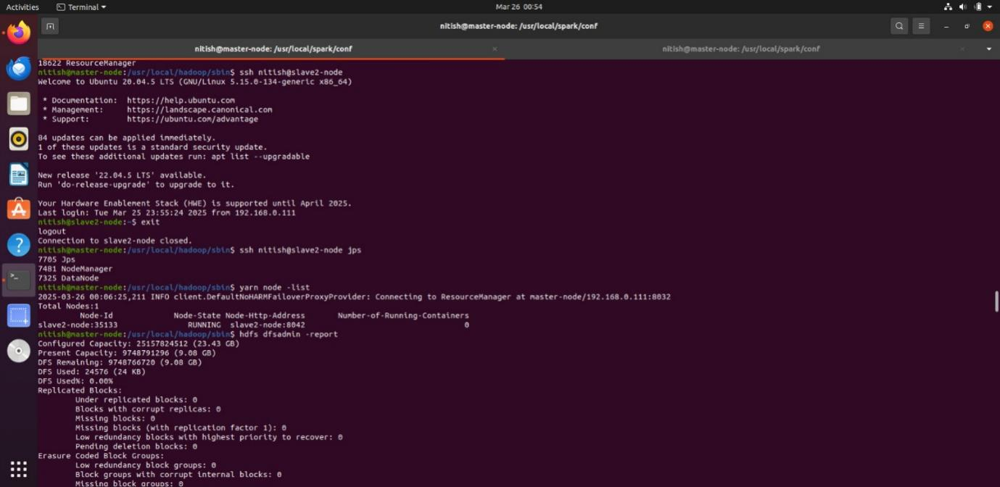 Activities
Terminal
Mar 26 00:54
nitish@master-node: /usr/local/spark/conf
nitish@master-node: /usr/local/spark/conf
nitish@master-node: /usr/local/spark/conf
18622 ResourceManager
nitish@master-node:/usr/local/hadoop/sbin$ ssh nitish@slave2-node
Welcome to Ubuntu 20.04.5 LTS (GNU/Linux 5.15.0-134-generic x86_64)
* Documentation: https://help.ubuntu.com
* Management: https://landscape.canonical.com
* Support: https://ubuntu.com/advantage
84 updates can be applied immediately.
1 of these updates is a standard security update.
To see these additional updates run: apt list --upgradable
New release '22.04.5 LTS' available.
Run 'do-release-upgrade' to upgrade to it.
Your Hardware Enablement Stack (HWE) is supported until April 2025.
Last login: Tue Mar 25 23:55:24 2025 from 192.168.0.111
nitish@slave2-node:~$ exit
logout
Connection to slave2-node closed.
nitish@master-node:/usr/local/hadoop/sbin$ ssh nitish@slave2-node jps
7705 Jps
7481 NodeManager
7325 DataNode
nitish@master-node:/usr/local/hadoop/sbin$ yarn node -list
2025-03-26 00:06:25,211 INFO client.DefaultNoHARMFailoverProxyProvider: Connecting to ResourceManager at master-node/192.168.0.111:8032
Total Nodes:1
Node-Id Node-State Node-Http-Address Number-of-Running-Containers
slave2-node:35133 RUNNING slave2-node:8042 0
nitish@master-node:/usr/local/hadoop/sbin$ hdfs dfsadmin -report
Configured Capacity: 25157824512 (23.43 GB)
Present Capacity: 9748791296 (9.08 GB)
DFS Remaining: 9748766720 (9.08 GB)
DFS Used: 24576 (24 KB)
DFS Used%: 0.00%
Replicated Blocks:
Under replicated blocks: 0
Blocks with corrupt replicas: 0
Missing blocks: 0
Missing blocks (with replication factor 1): 0
Low redundancy blocks with highest priority to recover: 0
Pending deletion blocks: 0
Erasure Coded Block Groups:
Low redundancy block groups: 0
Block groups with corrupt internal blocks: 0
Missing block groups: 0